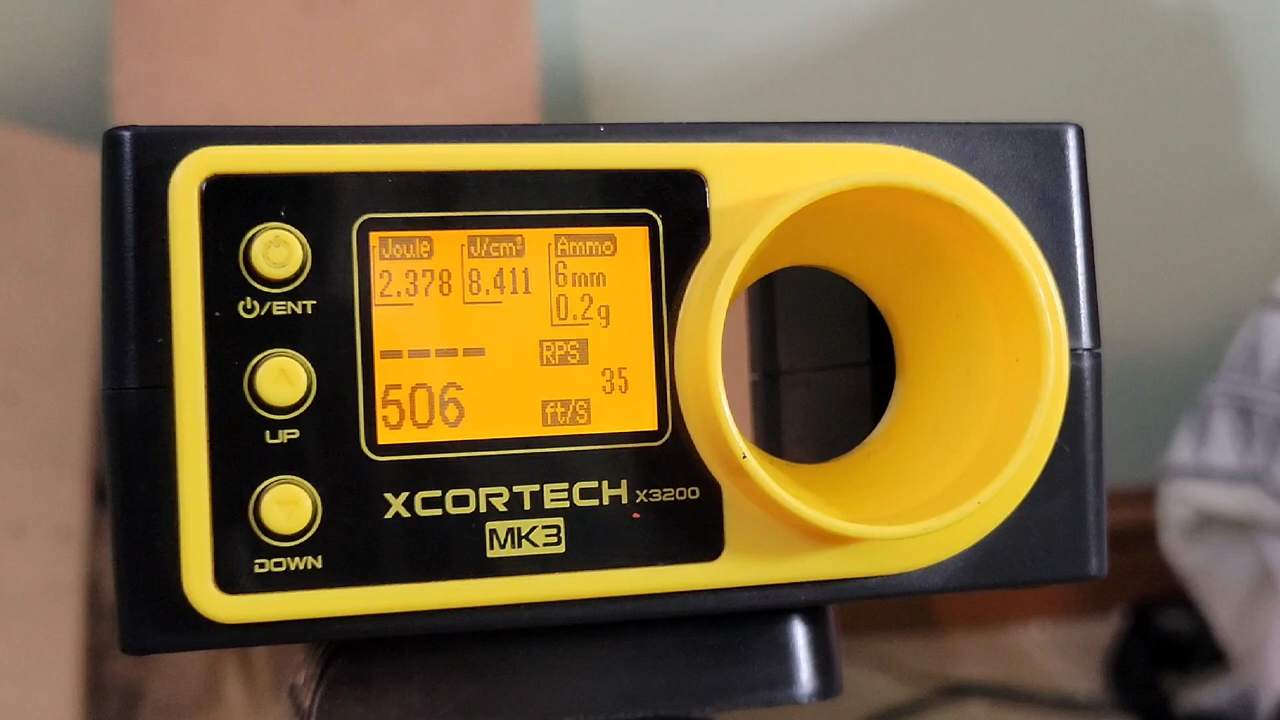 Joule J/cm² Ammo
2.378 8.411 6mm
0.2g
---- RPS
35
506 ft/S
⏻/ENT
UP
DOWN
XCORTECH X3200
MK3